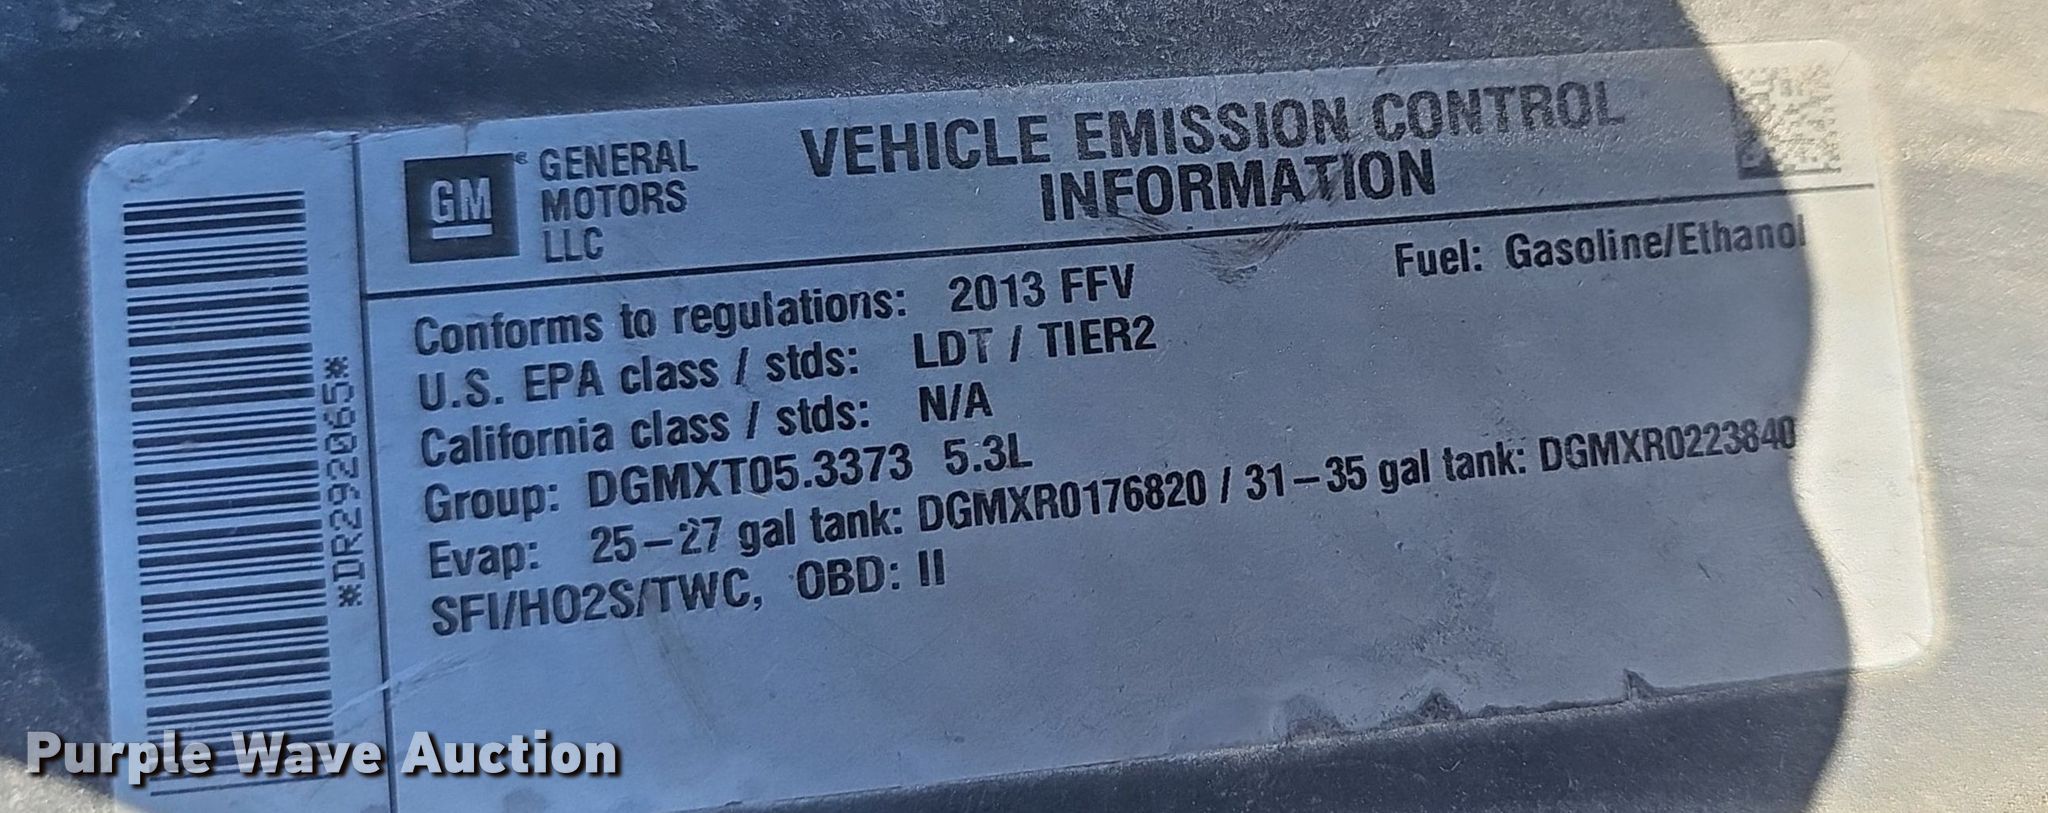 GM ® GENERAL
MOTORS
LLC
VEHICLE EMISSION CONTROL
INFORMATION
Fuel: Gasoline/Ethanol
Conforms to regulations: 2013 FFV
U.S. EPA class / stds: LDT / TIER2
California class / stds: N/A
Group: DGMXT05.3373 5.3L
Evap: 25–27 gal tank: DGMXR0176820 / 31–35 gal tank: DGMXR0223840
SFI/HO2S/TWC, OBD: II
*DR292065*
Purple Wave Auction